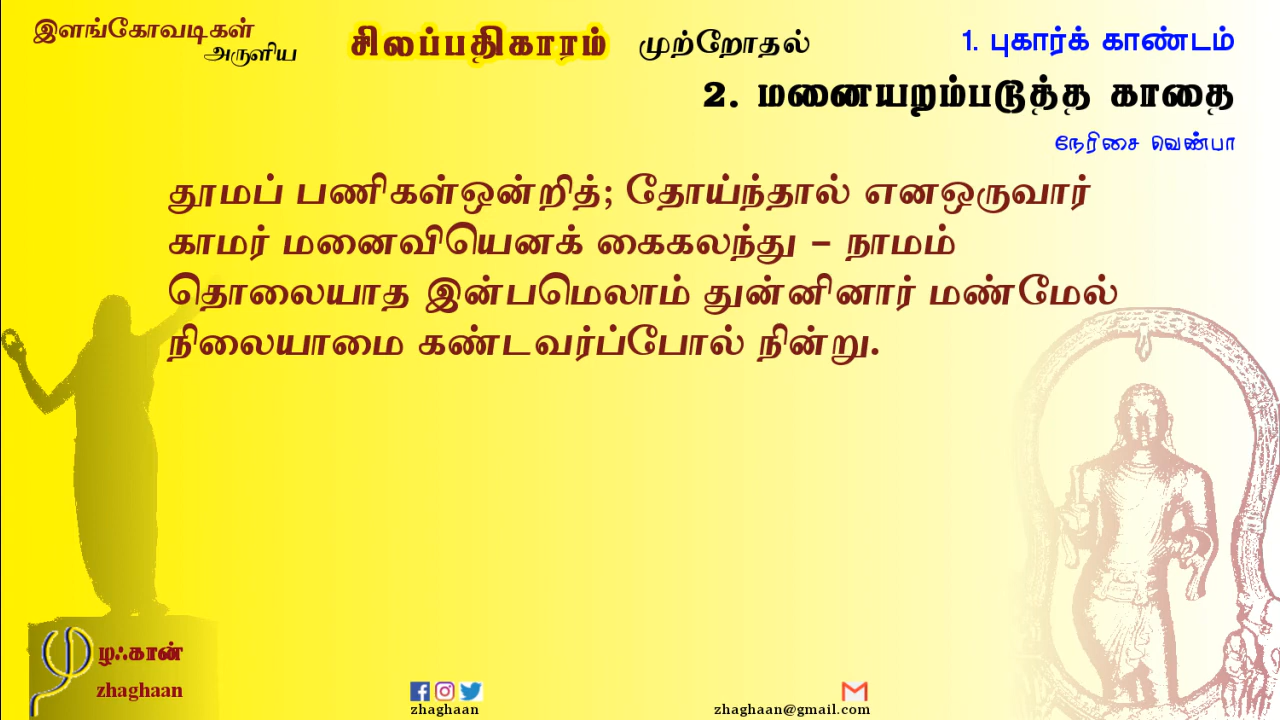 இளங்கோவடிகள்
அருளிய
சிலப்பதிகாரம் முற்றோதல்
1. புகார்க் காண்டம்
2. மனையறம்படுத்த காதை
நேரிசை வெண்பா
தூமப் பணிகள்ஒன்றித்; தோய்ந்தால் எனஒருவார்
காமர் மனைவியெனக் கைகலந்து – நாமம்
தொலையாத இன்பமெலாம் துன்னினார் மண்மேல்
நிலையாமை கண்டவர்ப்போல் நின்று.
ழஃகான்
zhaghaan
zhaghaan
zhaghaan@gmail.com